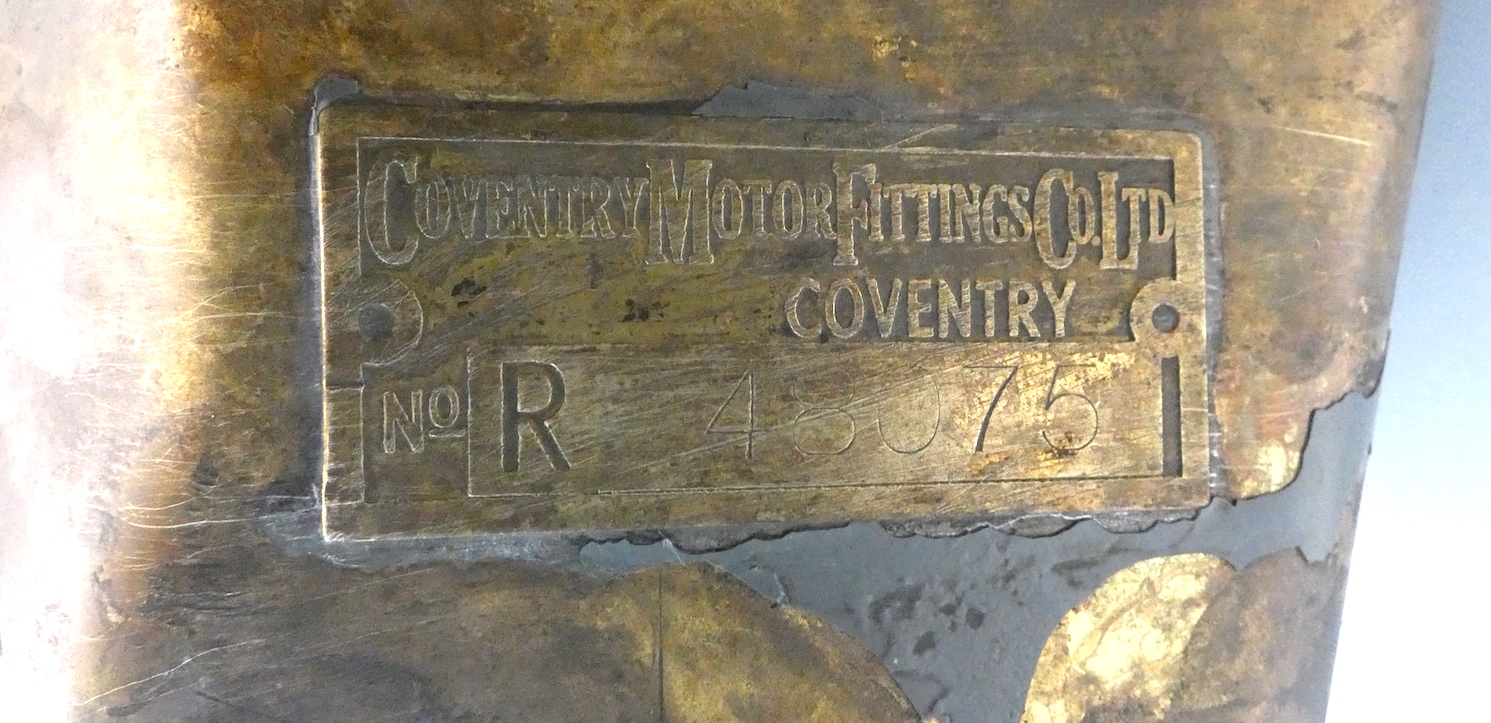 COVENTRY MOTOR FITTINGS CO. LTD
COVENTRY
No R 48075